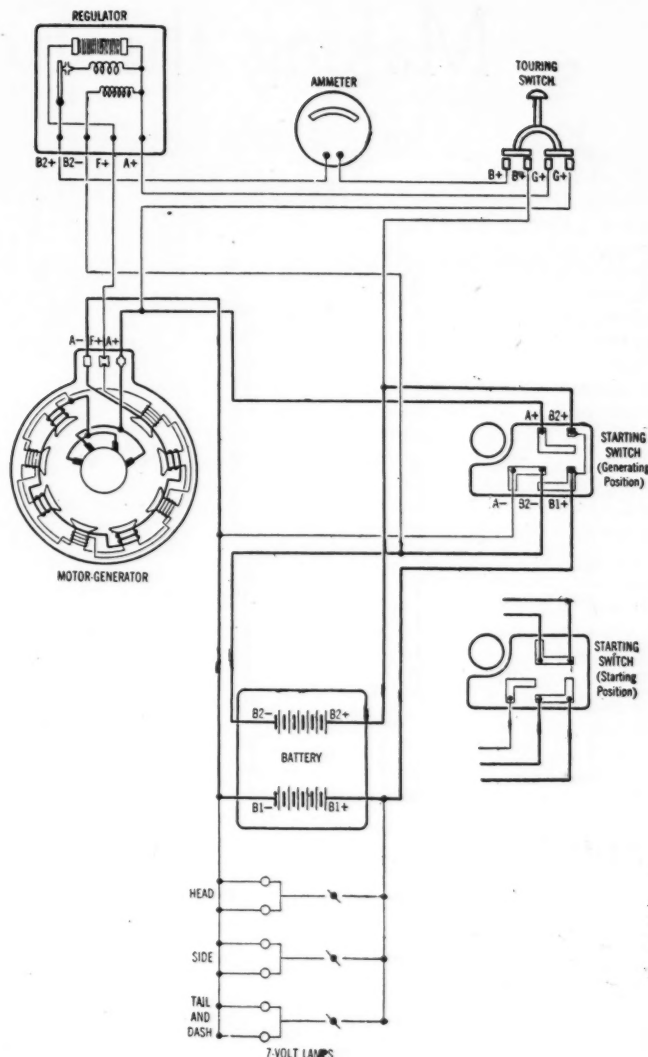 REGULATOR
B2+ B2- F+ A+
AMMETER
TOURING
SWITCH
B+ B+ G+ G+
A- F+ A+
MOTOR-GENERATOR
A+ B2+
STARTING
SWITCH
(Generating
Position)
A- B2- B1+
STARTING
SWITCH
(Starting
Position)
B2- B2+
BATTERY
B1- B1+
HEAD
SIDE
TAIL
AND
DASH
7-VOLT LAMPS